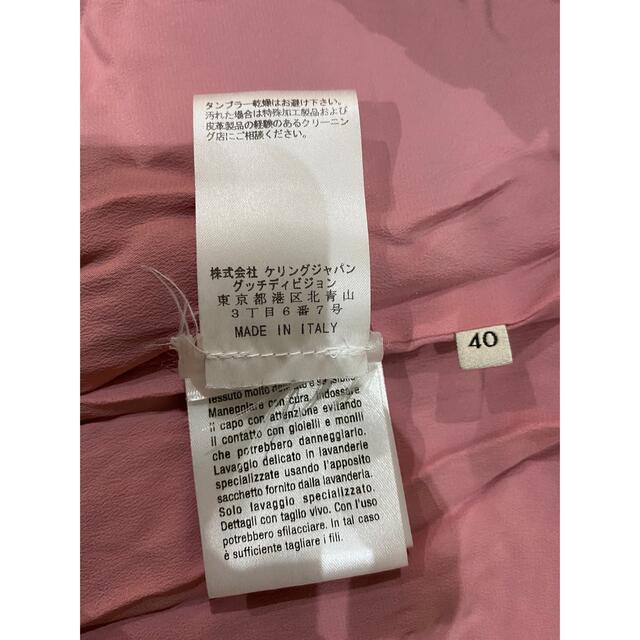 タンブラー乾燥はお避け下さい。
汚れた場合は特殊加工製品および
皮革製品の経験のあるクリーニン
グ店にご相談ください。
株式会社 ケリングジャパン
グッチディビジョン
東京都港区北青山
3丁目6番7号
MADE IN ITALY
40
tessuto molto delicato e sensibile.
Maneggiare con cura. Indossare
il capo con attenzione evitando
il contatto con gioielli e monili
che potrebbero danneggiarlo.
Lavaggio delicato in lavanderie
specializzate usando l'apposito
sacchetto fornito dalla lavanderia.
Solo lavaggio specializzato.
Dettagli con taglio vivo. Con l'uso
potrebbero sfilacciare. In tal caso
è sufficiente tagliare i fili.